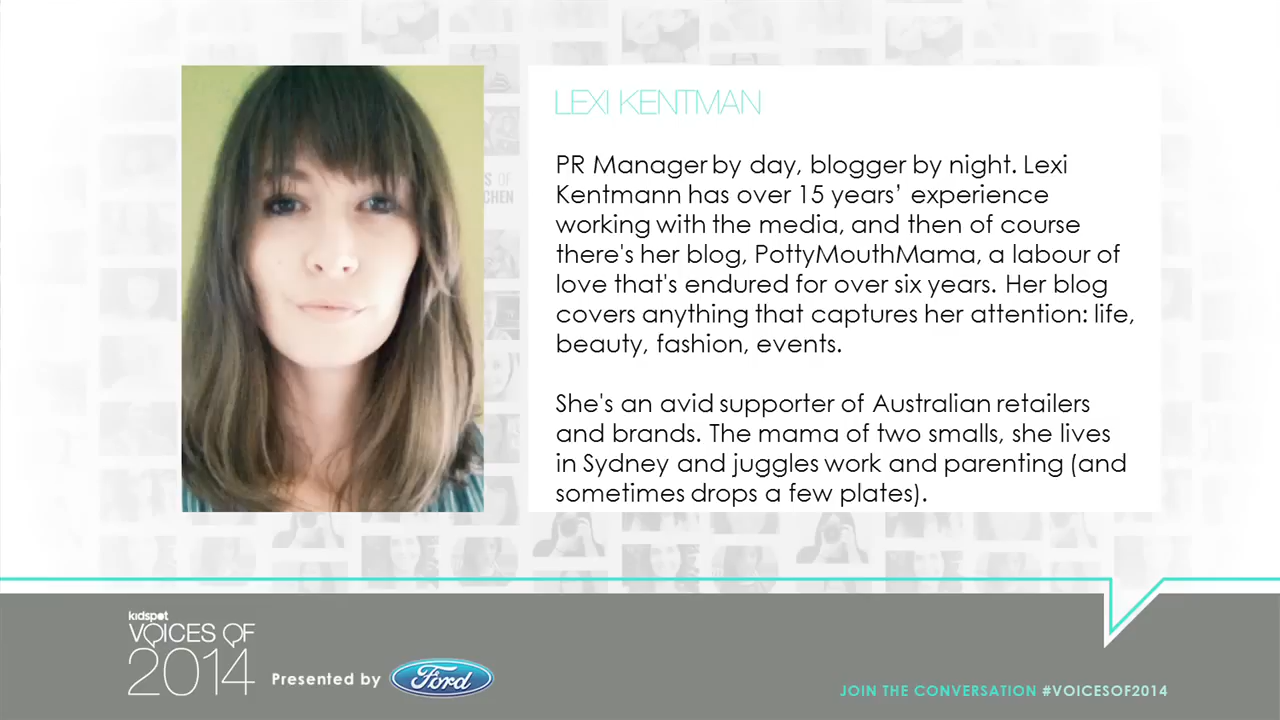 LEXI KENTMAN
PR Manager by day, blogger by night. Lexi
Kentmann has over 15 years’ experience
working with the media, and then of course
there's her blog, PottyMouthMama, a labour of
love that's endured for over six years. Her blog
covers anything that captures her attention: life,
beauty, fashion, events.
She's an avid supporter of Australian retailers
and brands. The mama of two smalls, she lives
in Sydney and juggles work and parenting (and
sometimes drops a few plates).
S OF
CHEN
kidspot
VOICES OF
2014
Presented by
Ford
JOIN THE CONVERSATION #VOICESOF2014